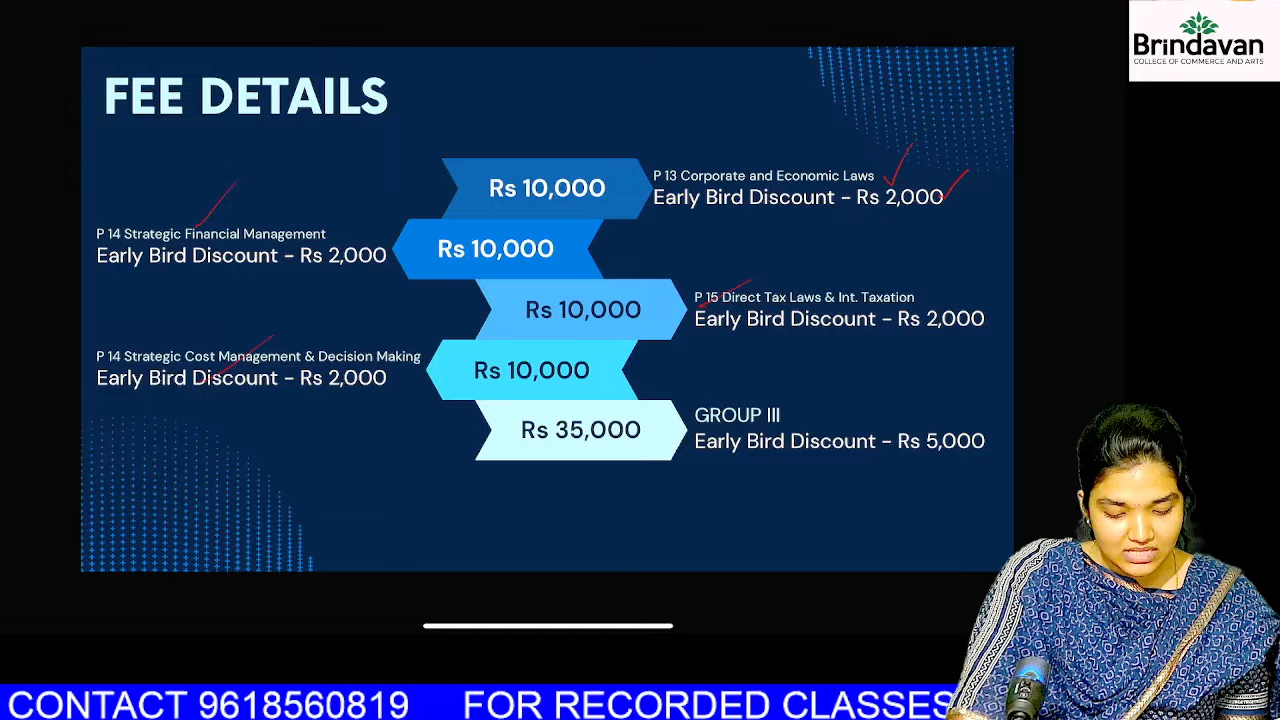 Brindavan
COLLEGE OF COMMERCE AND ARTS
FEE DETAILS
Rs 10,000
P 13 Corporate and Economic Laws
Early Bird Discount - Rs 2,000
P 14 Strategic Financial Management
Early Bird Discount - Rs 2,000
Rs 10,000
Rs 10,000
P 15 Direct Tax Laws & Int. Taxation
Early Bird Discount - Rs 2,000
P 14 Strategic Cost Management & Decision Making
Early Bird Discount - Rs 2,000
Rs 10,000
Rs 35,000
GROUP III
Early Bird Discount - Rs 5,000
CONTACT 9618560819 FOR RECORDED CLASSES